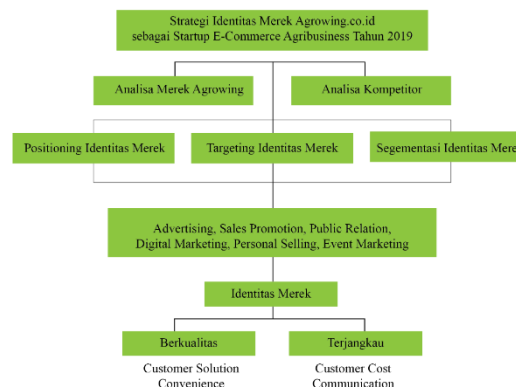 Strategi Identitas Merek Agrowing.co.id
sebagai Startup E-Commerce Agribusiness Tahun 2019
Analisa Merek Agrowing
Analisa Kompetitor
Positioning Identitas Merek
Targeting Identitas Merek
Segementasi Identitas Mere
Advertising, Sales Promotion, Public Relation,
Digital Marketing, Personal Selling, Event Marketing
Identitas Merek
Berkualitas
Terjangkau
Customer Solution
Convenience
Customer Cost
Communication